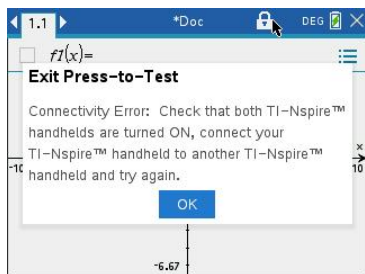 1.1 *Doc DEG
f1(x)=
Exit Press-to-Test
Connectivity Error: Check that both TI-Nspire™
handhelds are turned ON, connect your
TI-Nspire™ handheld to another TI-Nspire™
handheld and try again.
x
-10 10
OK
-6.67